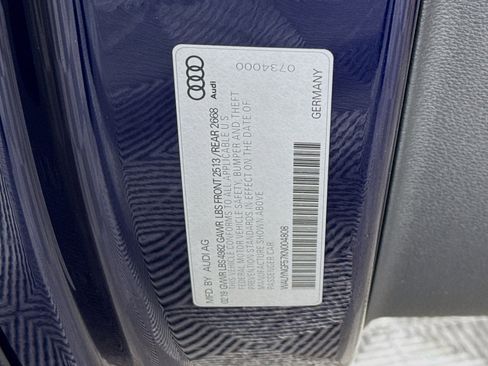 Audi
0734000
MFD. BY AUDI AG
02/19 GVWR LBS 4982 GAWR LBS FRONT 2513 /REAR 2668
THIS VEHICLE CONFORMS TO ALL APPLICABLE U.S.
FEDERAL MOTOR VEHICLE SAFETY, BUMPER AND THEFT
PREVENTION STANDARDS IN EFFECT ON THE DATE OF
MANUFACTURE SHOWN ABOVE
PASSENGER CAR
WAUYNGF57KN004808
GERMANY